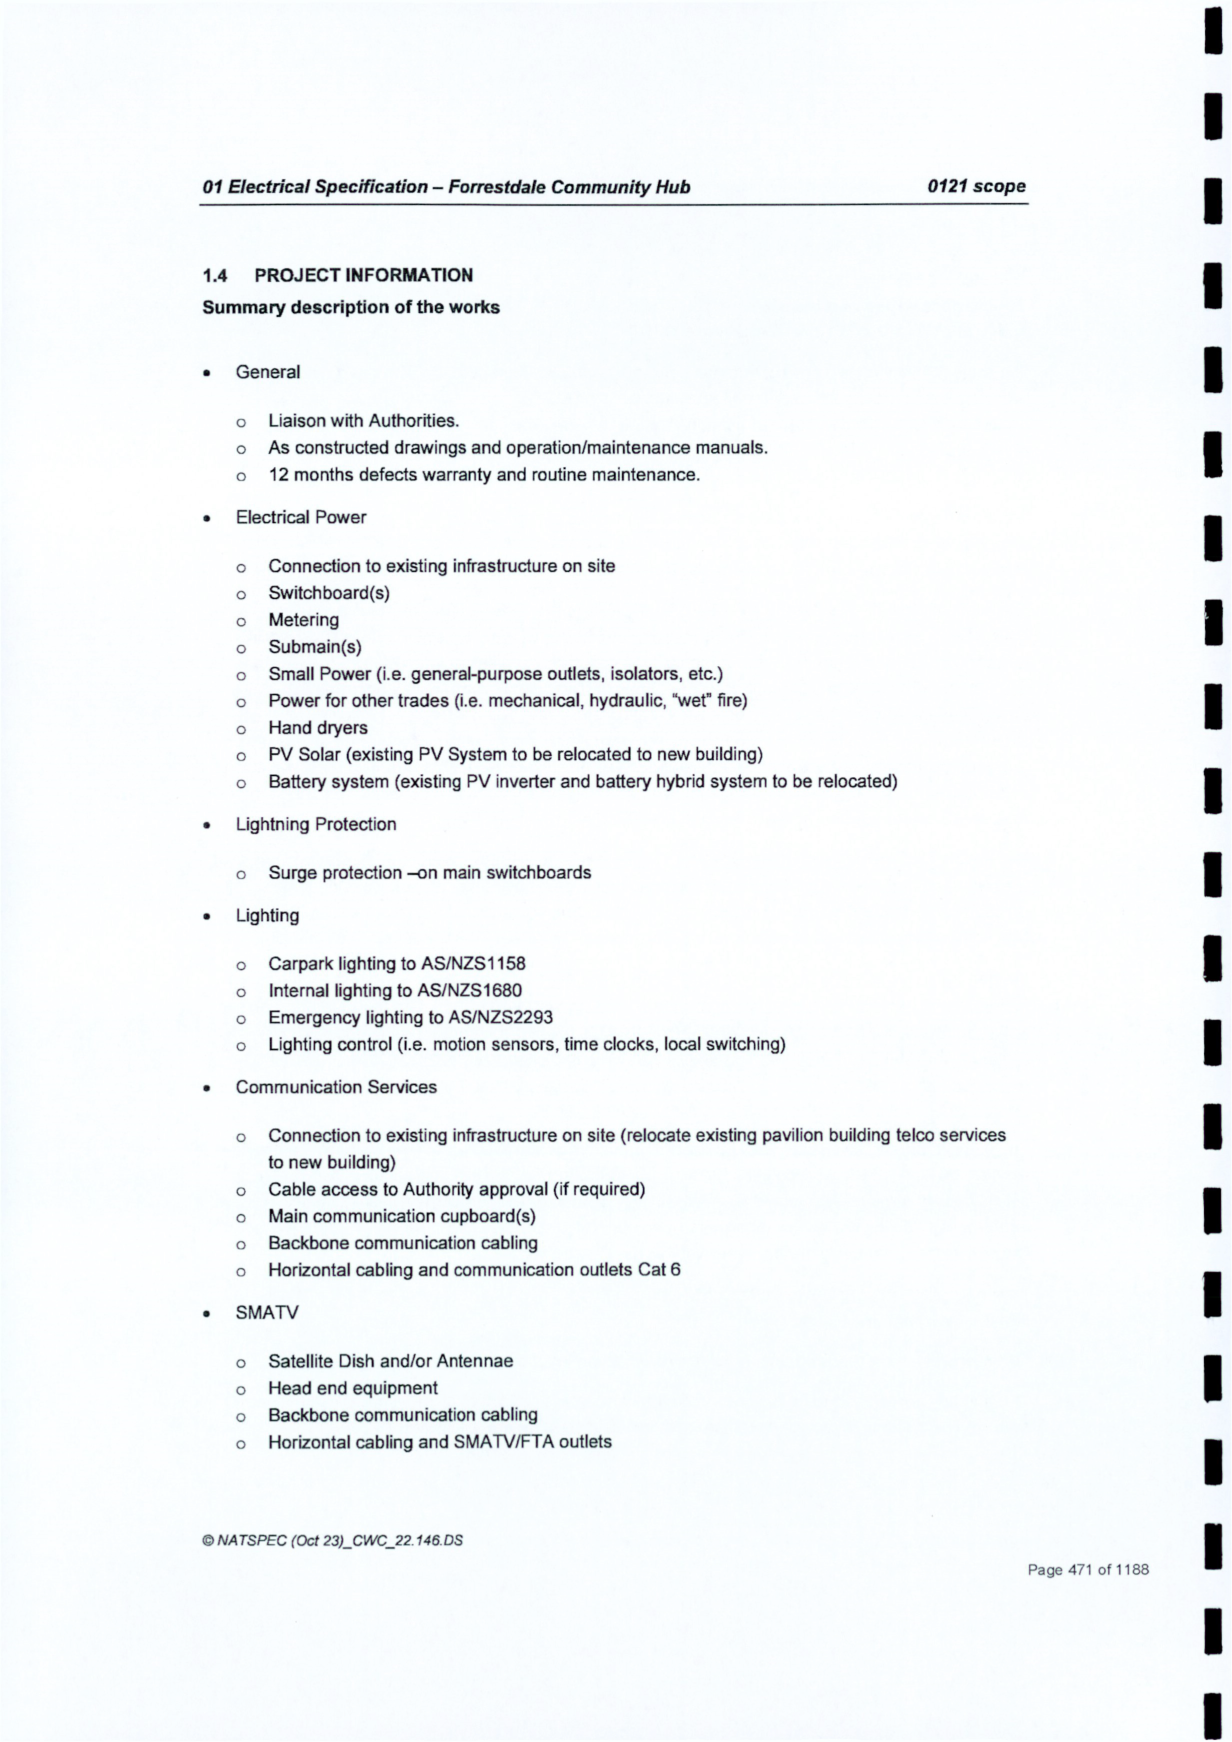 01 Electrical Specification – Forrestdale Community Hub 0121 scope
1.4 PROJECT INFORMATION
Summary description of the works
• General
o Liaison with Authorities.
o As constructed drawings and operation/maintenance manuals.
o 12 months defects warranty and routine maintenance.
• Electrical Power
o Connection to existing infrastructure on site
o Switchboard(s)
o Metering
o Submain(s)
o Small Power (i.e. general-purpose outlets, isolators, etc.)
o Power for other trades (i.e. mechanical, hydraulic, “wet” fire)
o Hand dryers
o PV Solar (existing PV System to be relocated to new building)
o Battery system (existing PV inverter and battery hybrid system to be relocated)
• Lightning Protection
o Surge protection –on main switchboards
• Lighting
o Carpark lighting to AS/NZS1158
o Internal lighting to AS/NZS1680
o Emergency lighting to AS/NZS2293
o Lighting control (i.e. motion sensors, time clocks, local switching)
• Communication Services
o Connection to existing infrastructure on site (relocate existing pavilion building telco services
to new building)
o Cable access to Authority approval (if required)
o Main communication cupboard(s)
o Backbone communication cabling
o Horizontal cabling and communication outlets Cat 6
• SMATV
o Satellite Dish and/or Antennae
o Head end equipment
o Backbone communication cabling
o Horizontal cabling and SMATV/FTA outlets
© NATSPEC (Oct 23)_CWC_22.146.DS
Page 471 of 1188